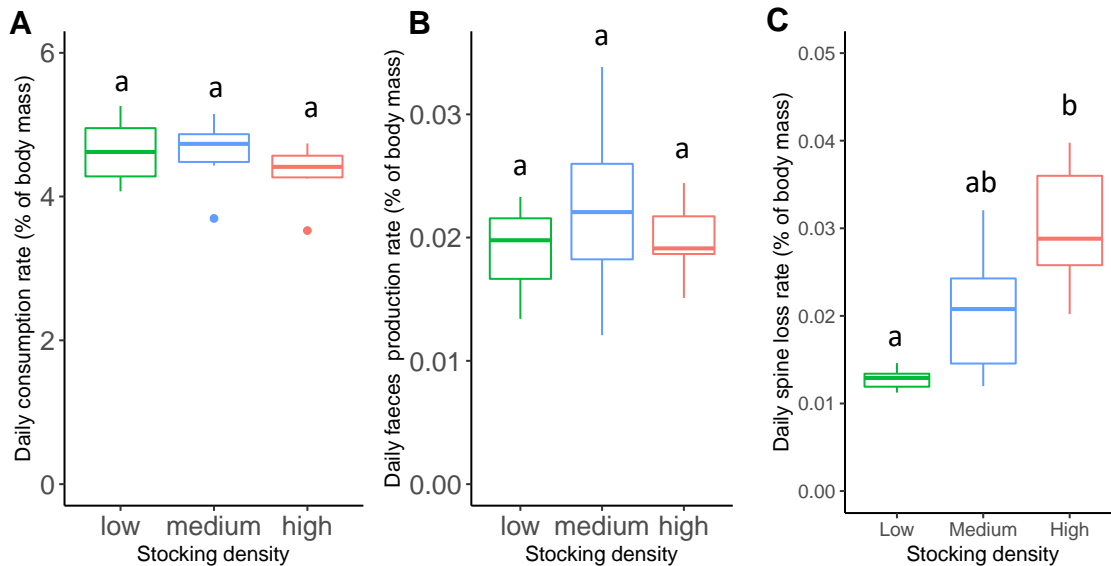 A
Daily consumption rate (% of body mass)
6
4
2
0
a
a
a
low medium high
Stocking density
B
Daily faeces production rate (% of body mass)
0.03
0.02
0.01
0.00
a
a
a
low medium high
Stocking density
C
Daily spine loss rate (% of body mass)
0.05
0.04
0.03
0.02
0.01
0.00
a
ab
b
Low Medium High
Stocking density